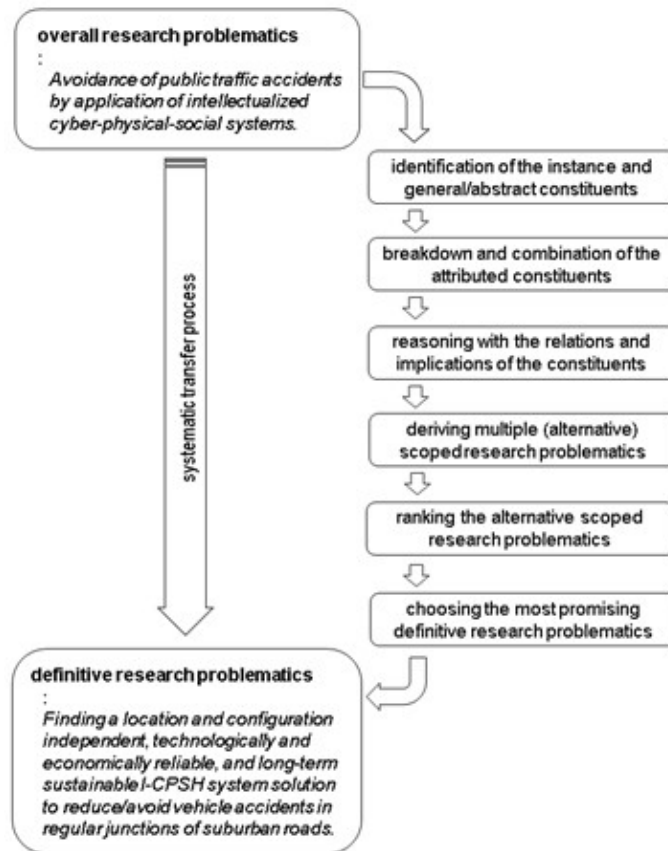 overall research problematics
:
Avoidance of public traffic accidents
by application of intellectualized
cyber-physical-social systems.
identification of the instance and
general/abstract constituents
breakdown and combination of the
attributed constituents
reasoning with the relations and
implications of the constituents
deriving multiple (alternative)
scoped research problematics
ranking the alternative scoped
research problematics
choosing the most promising
definitive research problematics
systematic transfer process
definitive research problematics
:
Finding a location and configuration
independent, technologically and
economically reliable, and long-term
sustainable I-CPSH system solution
to reduce/avoid vehicle accidents in
regular junctions of suburban roads.